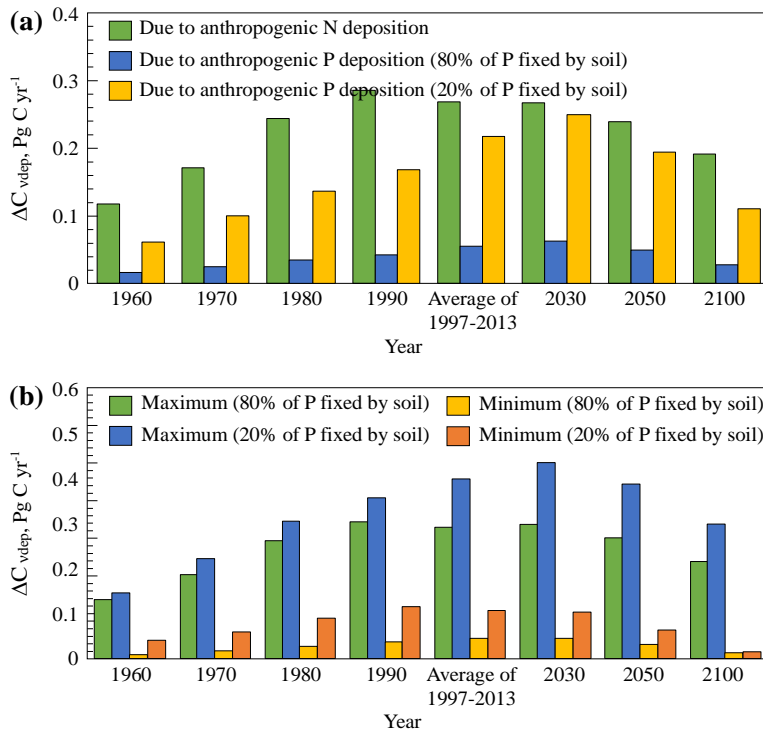 (a)
0.4
0.3
0.2
0.1
0
ΔC vdep, Pg C yr-1
Due to anthropogenic N deposition
Due to anthropogenic P deposition (80% of P fixed by soil)
Due to anthropogenic P deposition (20% of P fixed by soil)
1960 1970 1980 1990 Average of 1997-2013 2030 2050 2100
Year
(b)
0.6
0.5
0.4
0.3
0.2
0.1
0
ΔC vdep, Pg C yr-1
Maximum (80% of P fixed by soil) Minimum (80% of P fixed by soil)
Maximum (20% of P fixed by soil) Minimum (20% of P fixed by soil)
1960 1970 1980 1990 Average of 1997-2013 2030 2050 2100
Year